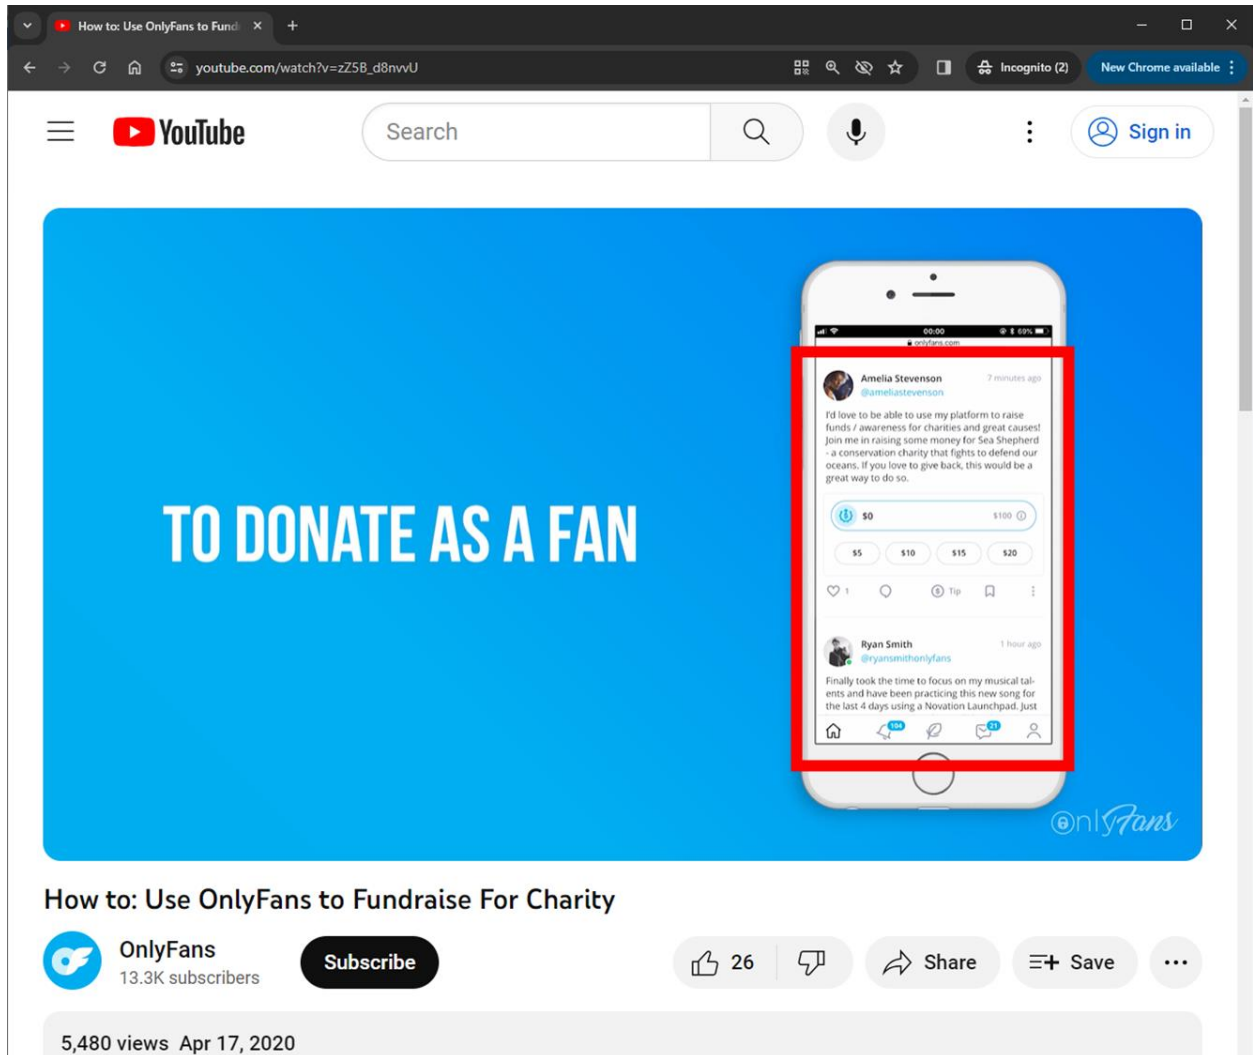 How to: Use OnlyFans to Fund
youtube.com/watch?v=zZ5B_d8nvvU
Incognito (2)
New Chrome available
YouTube
Search
Sign in
00:00
69%
onlyfans.com
Amelia Stevenson
7 minutes ago
@ameliastevenson
I'd love to be able to use my platform to raise
funds / awareness for charities and great causes!
Join me in raising some money for Sea Shepherd
- a conservation charity that fights to defend our
oceans. If you love to give back, this would be a
great way to do so.
$0
$100
$5 $10 $15 $20
1
Tip
Ryan Smith
1 hour ago
@ryansmithonlyfans
Finally took the time to focus on my musical tal-
ents and have been practicing this new song for
the last 4 days using a Novation Launchpad. Just
104
21
TO DONATE AS A FAN
OnlyFans
How to: Use OnlyFans to Fundraise For Charity
OnlyFans
13.3K subscribers
Subscribe
26
Share
Save
5,480 views Apr 17, 2020